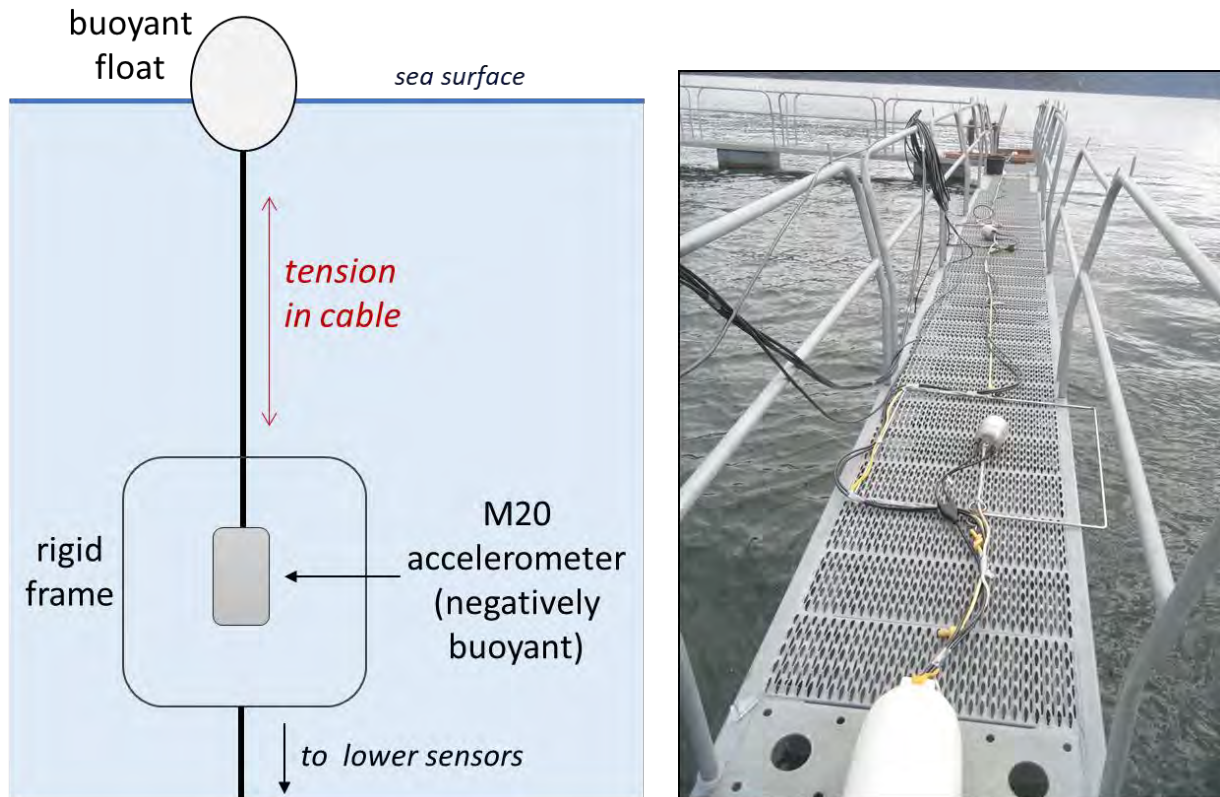 buoyant
float
sea surface
tension
in cable
rigid
frame
M20
accelerometer
(negatively
buoyant)
to lower sensors